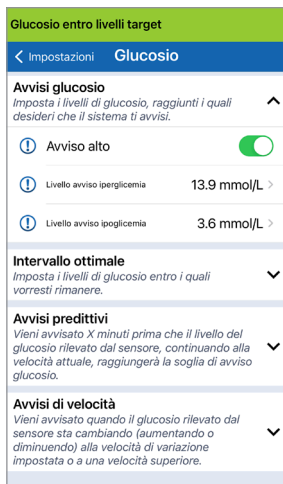 Glucosio entro livelli target
Impostazioni Glucosio
Avvisi glucosio
Imposta i livelli di glucosio, raggiunti i quali
desideri che il sistema ti avvisi.
Avviso alto
Livello avviso iperglicemia 13.9 mmol/L
Livello avviso ipoglicemia 3.6 mmol/L
Intervallo ottimale
Imposta i livelli di glucosio entro i quali
vorresti rimanere.
Avvisi predittivi
Vieni avvisato X minuti prima che il livello del
glucosio rilevato dal sensore, continuando alla
velocità attuale, raggiungerà la soglia di avviso
glucosio.
Avvisi di velocità
Vieni avvisato quando il glucosio rilevato dal
sensore sta cambiando (aumentando o
diminuendo) alla velocità di variazione
impostata o a una velocità superiore.